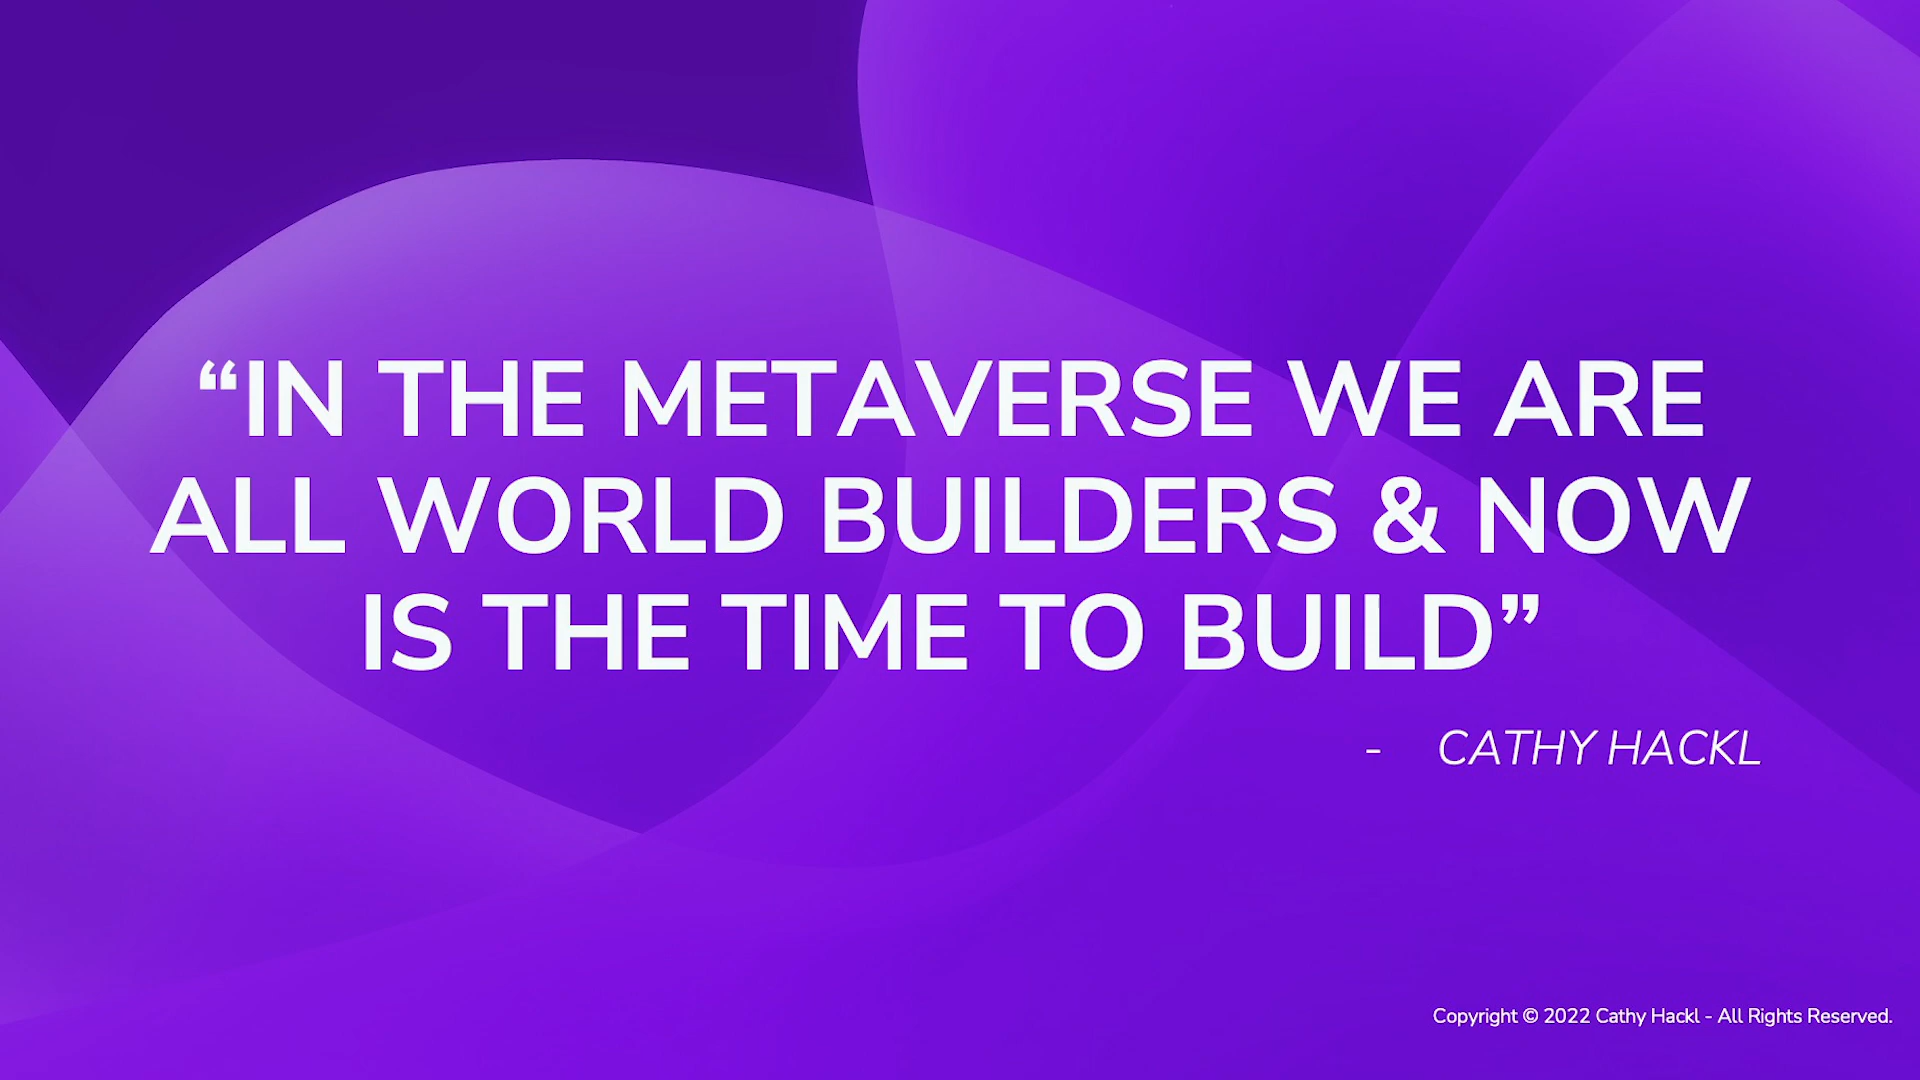 “IN THE METAVERSE WE ARE
ALL WORLD BUILDERS & NOW
IS THE TIME TO BUILD”
- CATHY HACKL
Copyright © 2022 Cathy Hackl - All Rights Reserved.